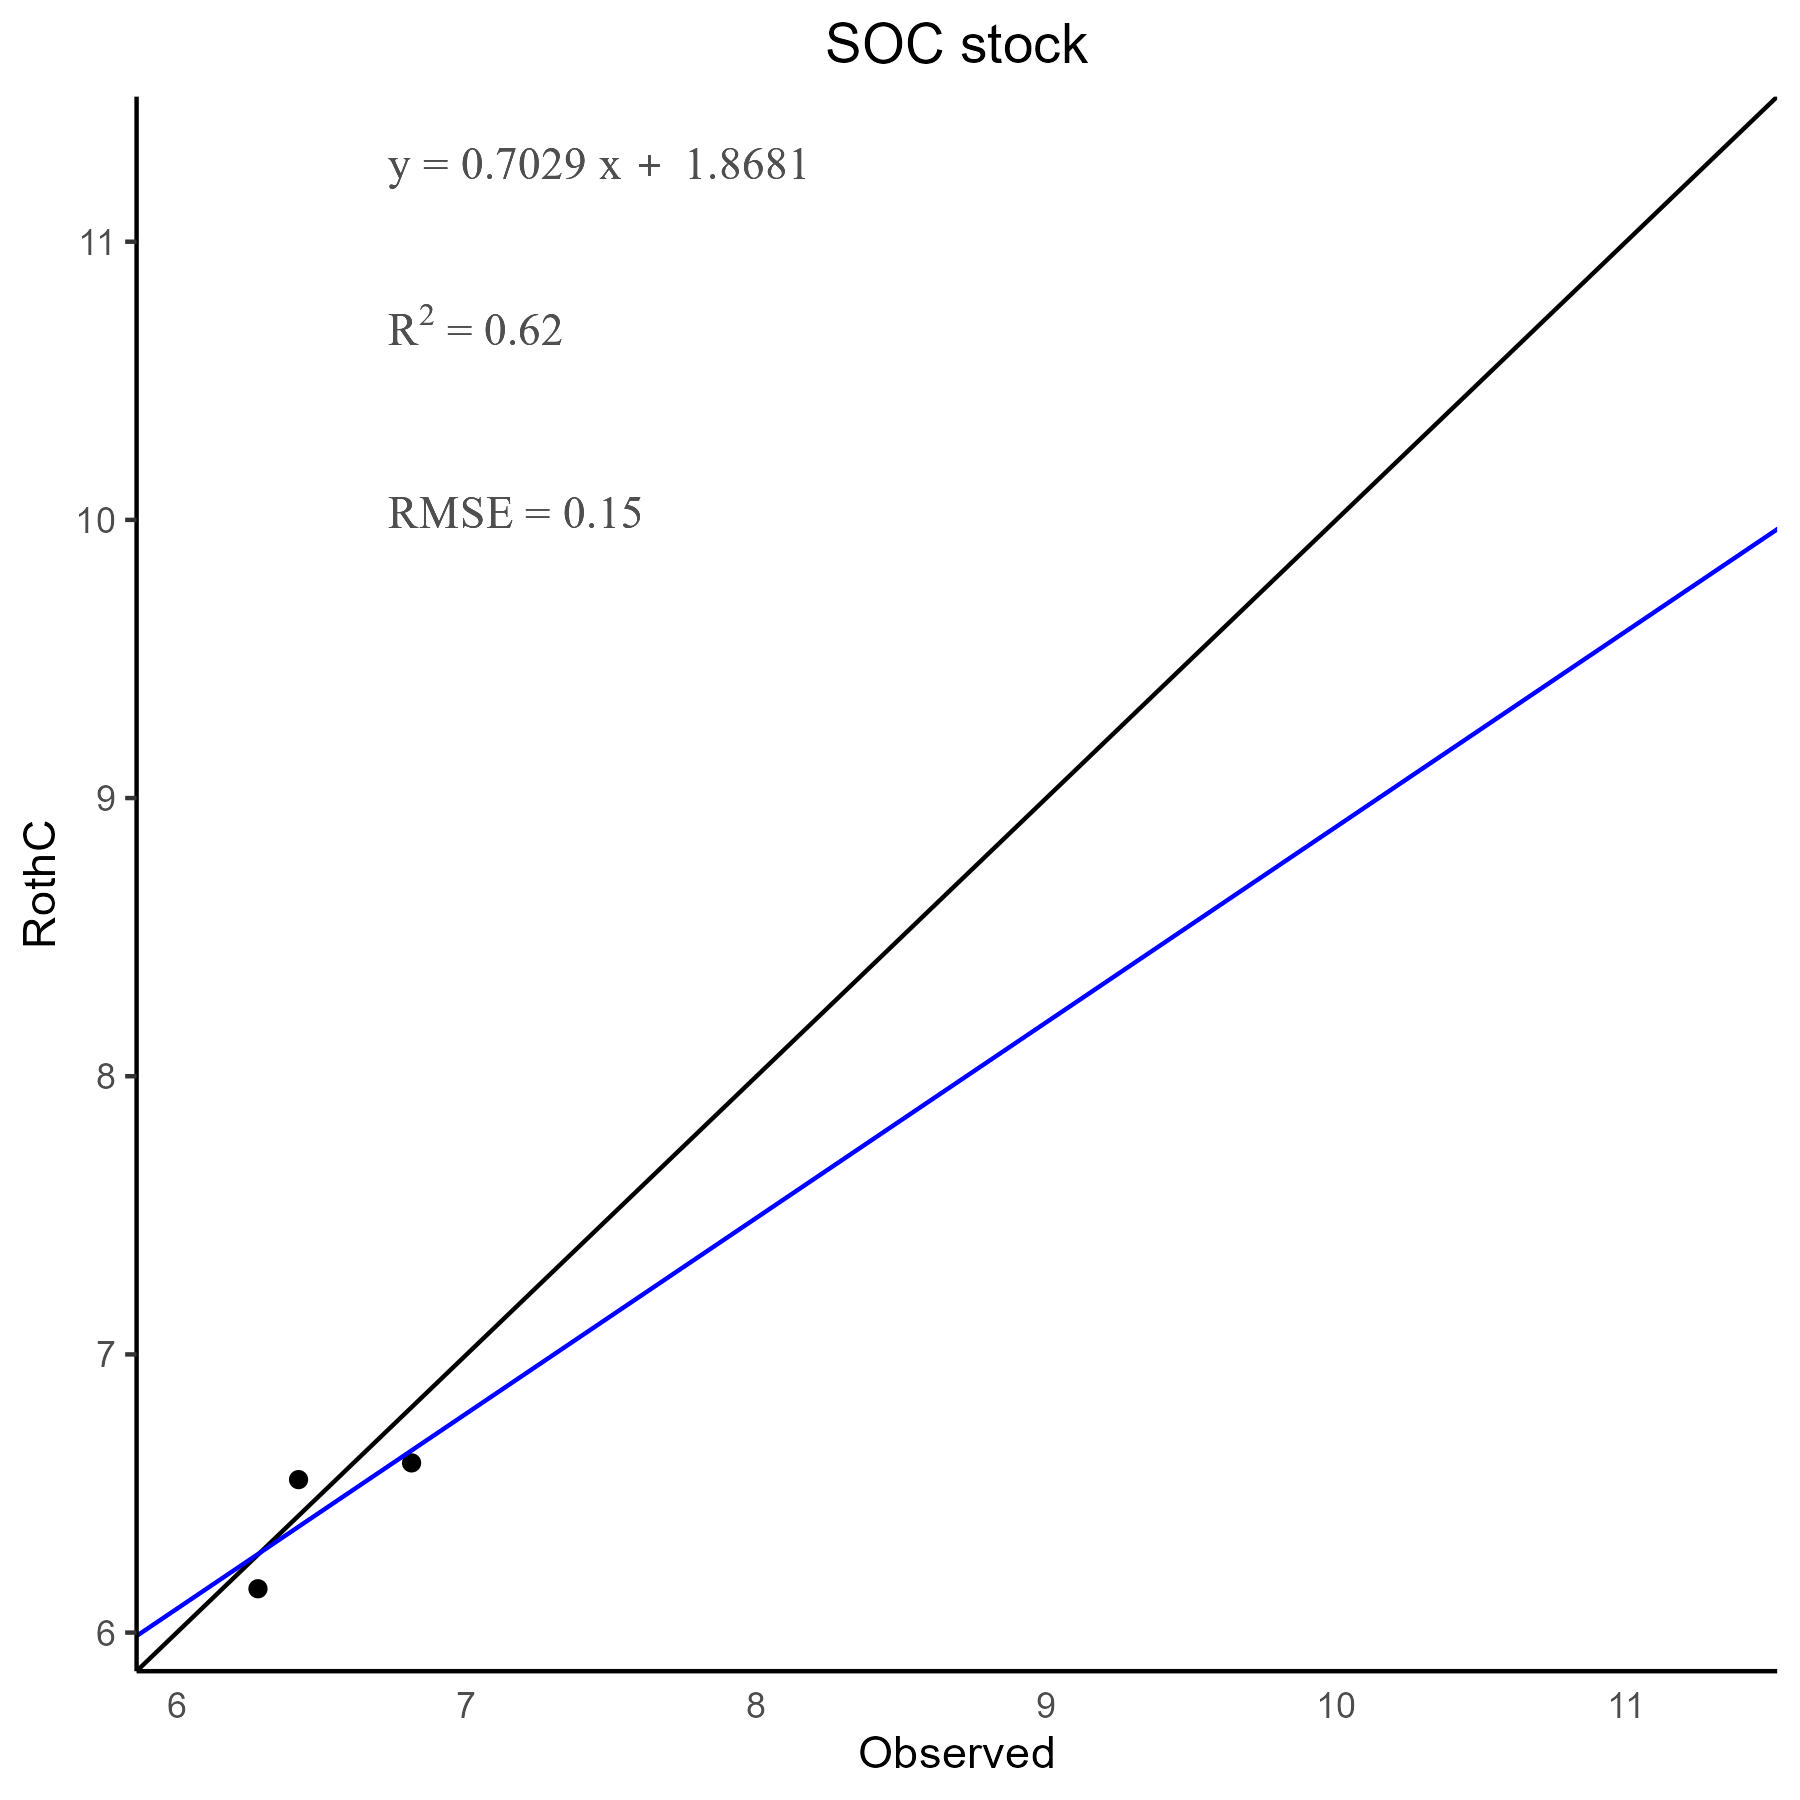 SOC stock
y = 0.7029 x + 1.8681
R² = 0.62
RMSE = 0.15
11
10
9
8
7
6
RothC
6 7 8 9 10 11
Observed